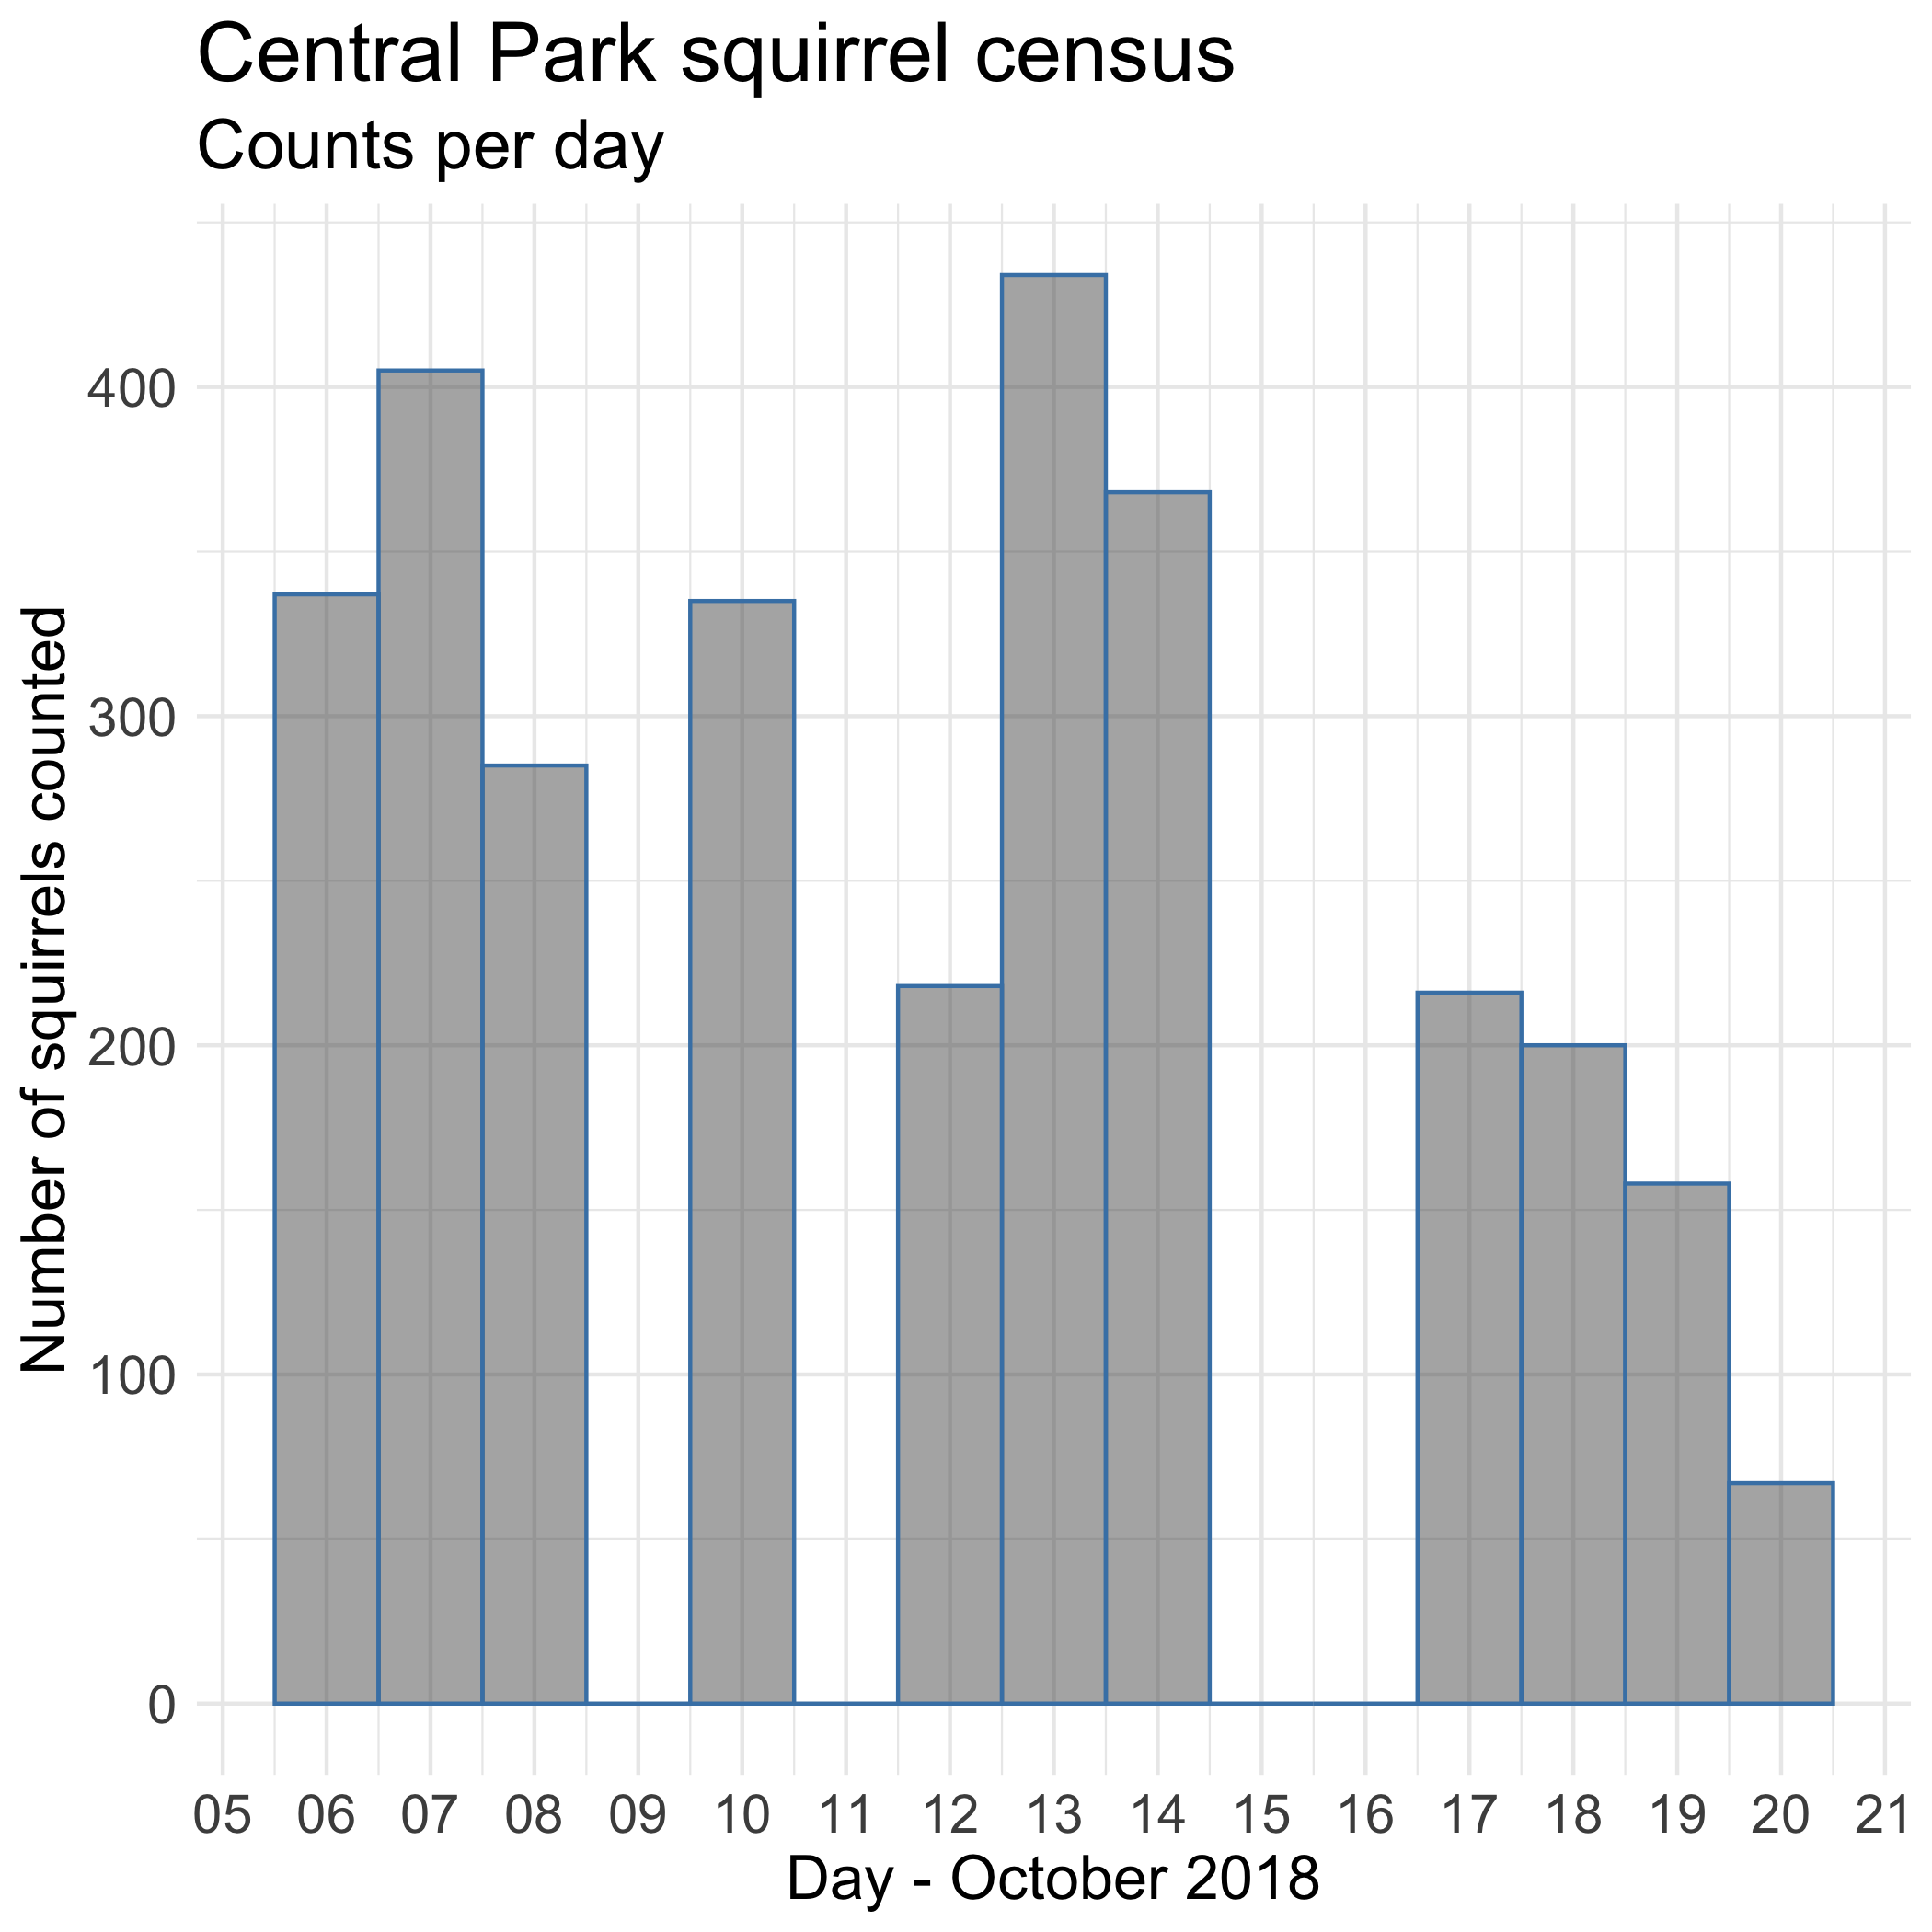 Central Park squirrel census
Counts per day
Number of squirrels counted
400
300
200
100
0
05 06 07 08 09 10 11 12 13 14 15 16 17 18 19 20 21
Day - October 2018